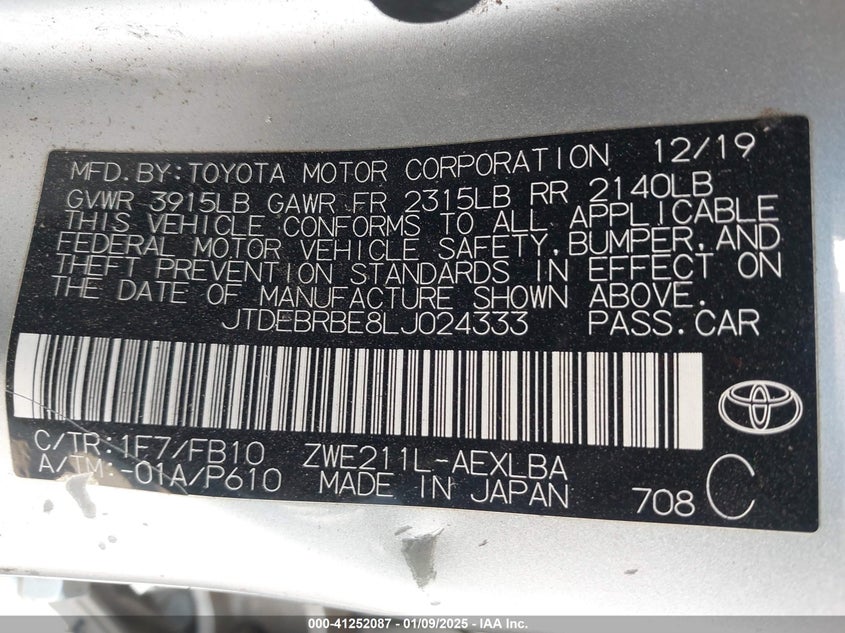 MFD.BY:TOYOTA MOTOR CORPORATION 12/19
GVWR 3915LB GAWR FR 2315LB RR 2140LB
THIS VEHICLE CONFORMS TO ALL APPLICABLE
FEDERAL MOTOR VEHICLE SAFETY,BUMPER,AND
THEFT PREVENTION STANDARDS IN EFFECT ON
THE DATE OF MANUFACTURE SHOWN ABOVE.
JTDEBRBE8LJ024333 PASS.CAR
C/TR:1F7/FB10 ZWE211L-AEXLBA
A/TM:-01A/P610 MADE IN JAPAN 708 C
000-41252087 - 01/09/2025 - IAA Inc.